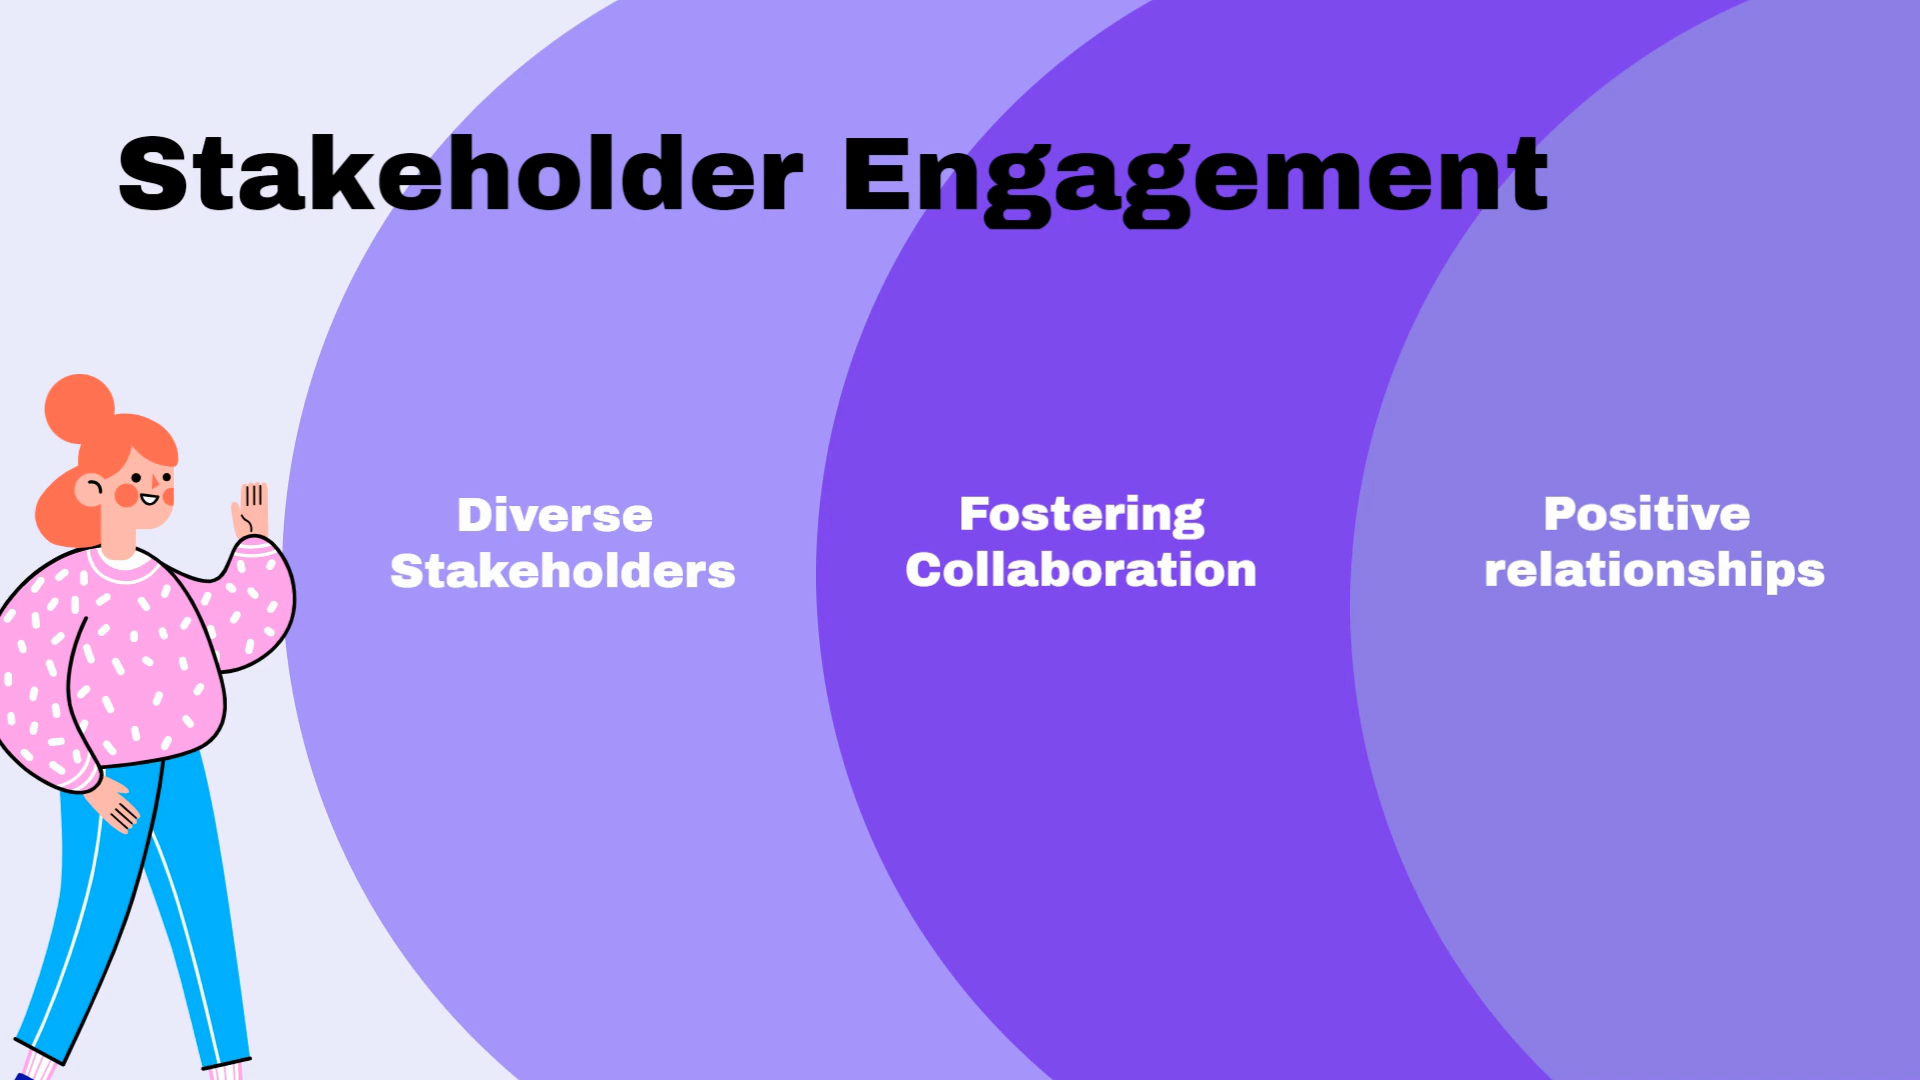 Stakeholder Engagement
Diverse
Stakeholders
Fostering
Collaboration
Positive
relationships